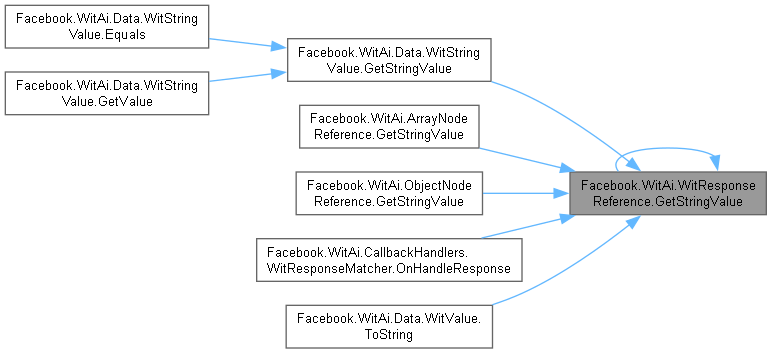 Facebook.WitAi.Data.WitString
Value.Equals
Facebook.WitAi.Data.WitString
Value.GetValue
Facebook.WitAi.Data.WitString
Value.GetStringValue
Facebook.WitAi.ArrayNode
Reference.GetStringValue
Facebook.WitAi.ObjectNode
Reference.GetStringValue
Facebook.WitAi.CallbackHandlers.
WitResponseMatcher.OnHandleResponse
Facebook.WitAi.Data.WitValue.
ToString
Facebook.WitAi.WitResponse
Reference.GetStringValue